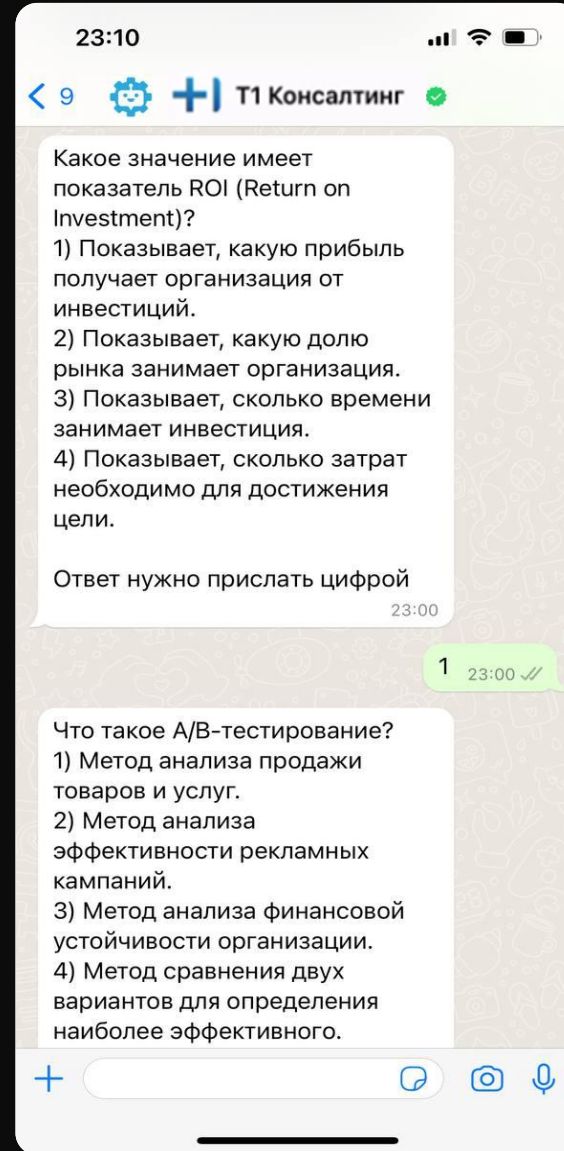 23:10
9
Т1 Консалтинг
Какое значение имеет
показатель ROI (Return on
Investment)?
1) Показывает, какую прибыль
получает организация от
инвестиций.
2) Показывает, какую долю
рынка занимает организация.
3) Показывает, сколько времени
занимает инвестиция.
4) Показывает, сколько затрат
необходимо для достижения
цели.
Ответ нужно прислать цифрой
23:00
1 23:00
Что такое A/B-тестирование?
1) Метод анализа продажи
товаров и услуг.
2) Метод анализа
эффективности рекламных
кампаний.
3) Метод анализа финансовой
устойчивости организации.
4) Метод сравнения двух
вариантов для определения
наиболее эффективного.